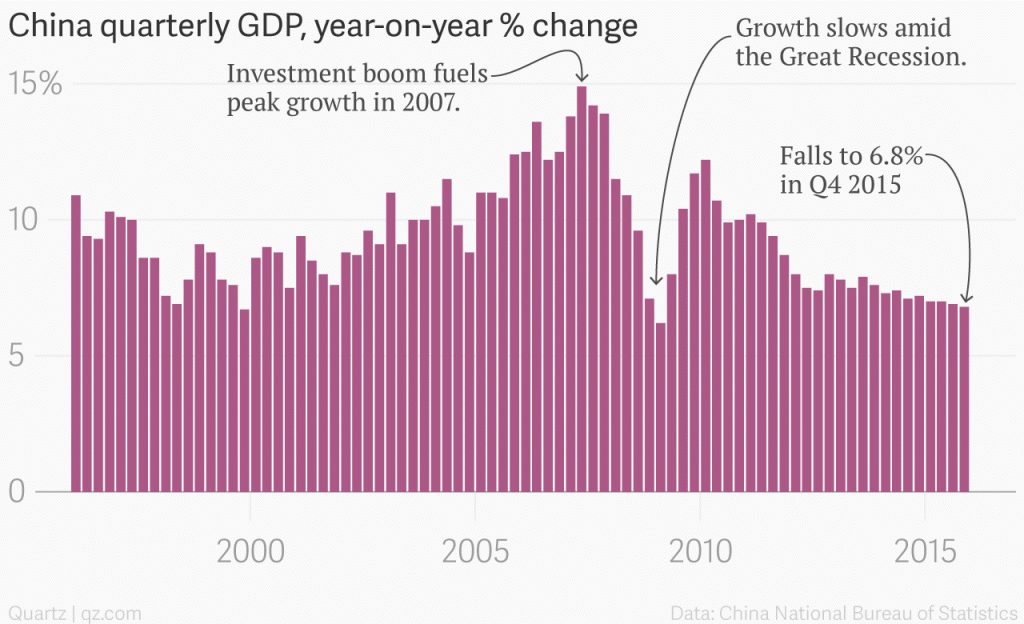 China quarterly GDP, year-on-year % change
Growth slows amid
the Great Recession.
Investment boom fuels
peak growth in 2007.
15%
Falls to 6.8%
in Q4 2015
10
5
0
2000 2005 2010 2015
Quartz | qz.com Data: China National Bureau of Statistics